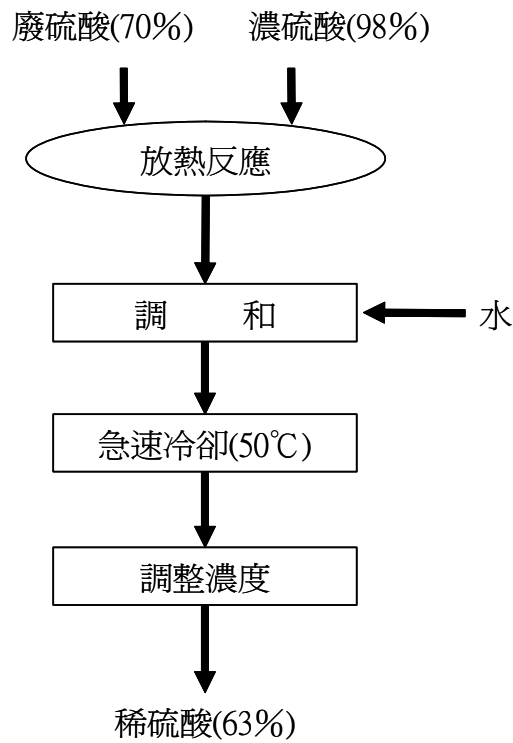 廢硫酸(70%) 濃硫酸(98%)
放熱反應
調 和
水
急速冷卻(50℃)
調整濃度
稀硫酸(63%)